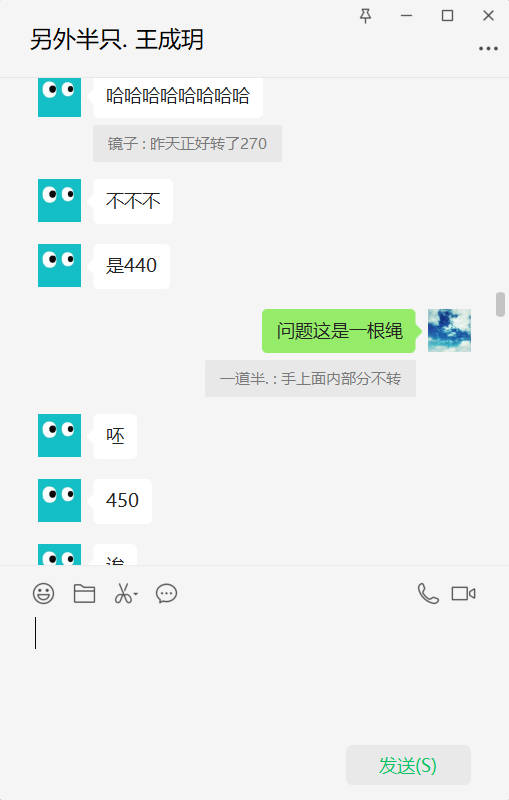 另外半只. 王成玥
哈哈哈哈哈哈哈哈
镜子 : 昨天正好转了270
不不不
是440
问题这是一根绳
一道半. : 手上面内部分不转
呸
450
发送(S)